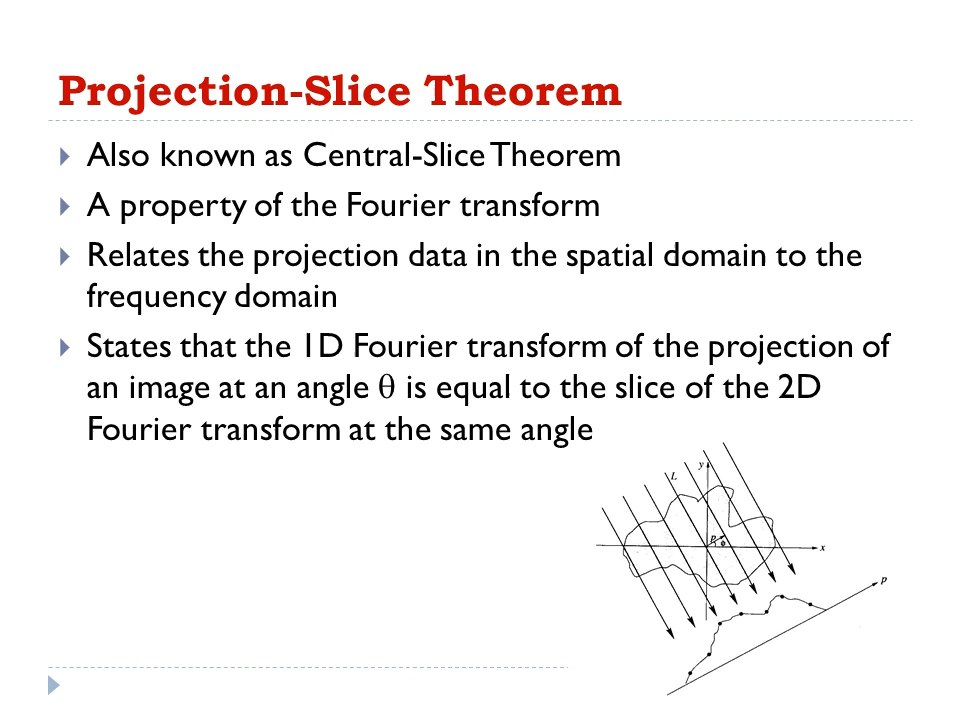 Projection-Slice Theorem
Also known as Central-Slice Theorem
A property of the Fourier transform
Relates the projection data in the spatial domain to the
frequency domain
States that the 1D Fourier transform of the projection of
an image at an angle θ is equal to the slice of the 2D
Fourier transform at the same angle
y
L
p
ϕ
x
p